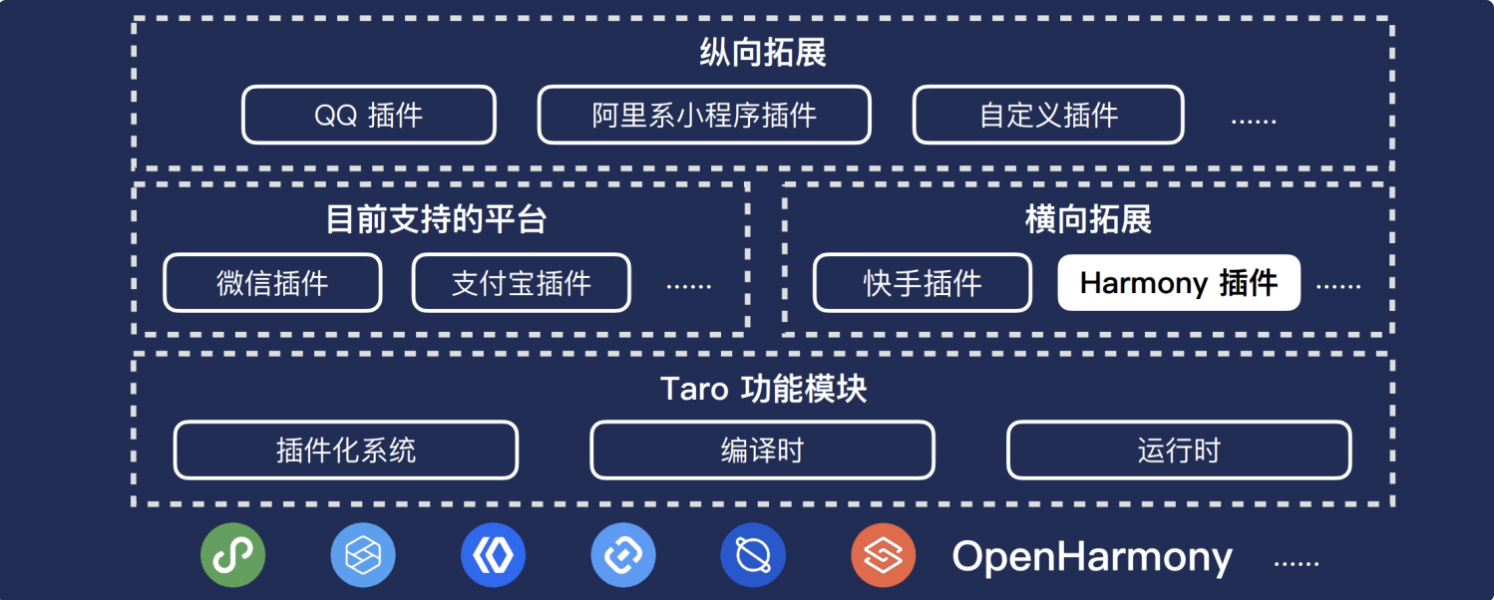 纵向拓展
QQ 插件 阿里系小程序插件 自定义插件 ......
目前支持的平台
微信插件 支付宝插件 ......
横向拓展
快手插件 Harmony 插件 ......
Taro 功能模块
插件化系统 编译时 运行时
OpenHarmony ......